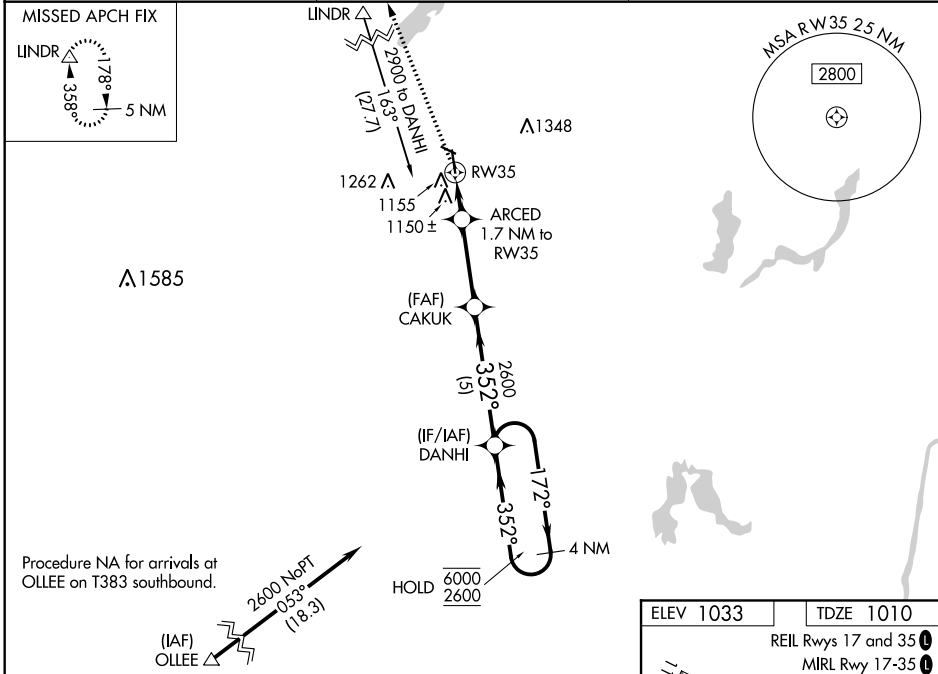 MISSED APCH FIX
LINDR
178°
358°
5 NM
LINDR
2900 to DANHI
163°
(27.7)
1348
MSA RW35 25 NM
2800
RW35
1262
1155
1150 ±
ARCED
1.7 NM to
RW35
1585
(FAF)
CAKUK
2600
352°
(5)
(IF/IAF)
DANHI
172°
352°
4 NM
HOLD
6000
2600
Procedure NA for arrivals at
OLLEE on T383 southbound.
2600 NoPT
053°
(18.3)
(IAF)
OLLEE
ELEV 1033
TDZE 1010
REIL Rwys 17 and 35 L
MIRL Rwy 17-35 L